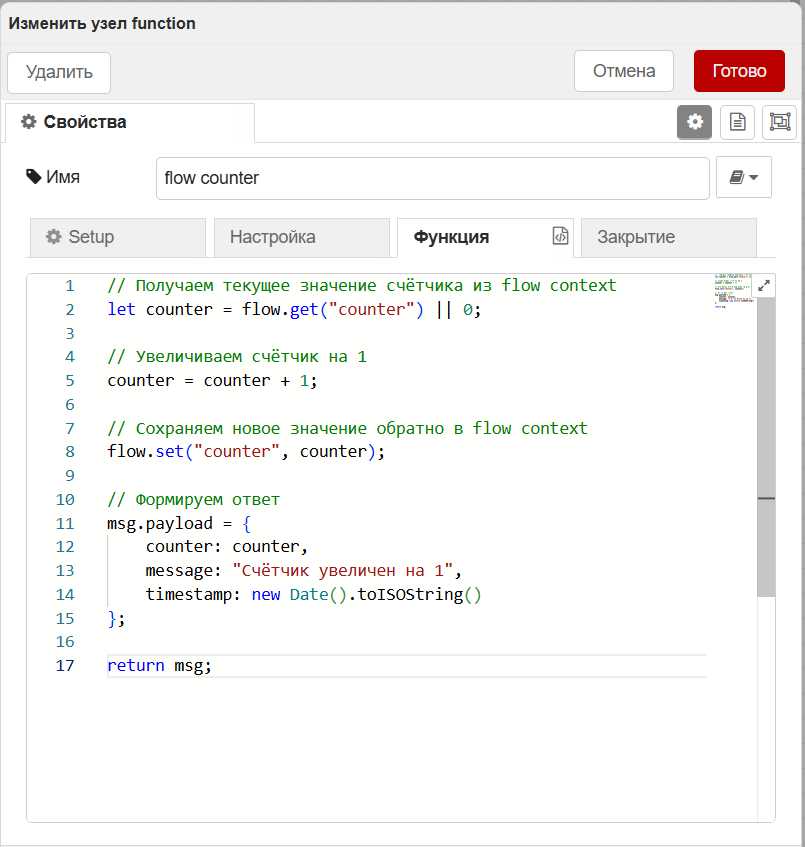 Изменить узел function
Удалить
Отмена
Готово
Свойства
Имя
flow counter
Setup
Настройка
Функция
Закрытие
1 // Получаем текущее значение счётчика из flow context
2 let counter = flow.get("counter") || 0;
3
4 // Увеличиваем счётчик на 1
5 counter = counter + 1;
6
7 // Сохраняем новое значение обратно в flow context
8 flow.set("counter", counter);
9
10 // Формируем ответ
11 msg.payload = {
12     counter: counter,
13     message: "Счётчик увеличен на 1",
14     timestamp: new Date().toISOString()
15 };
16
17 return msg;